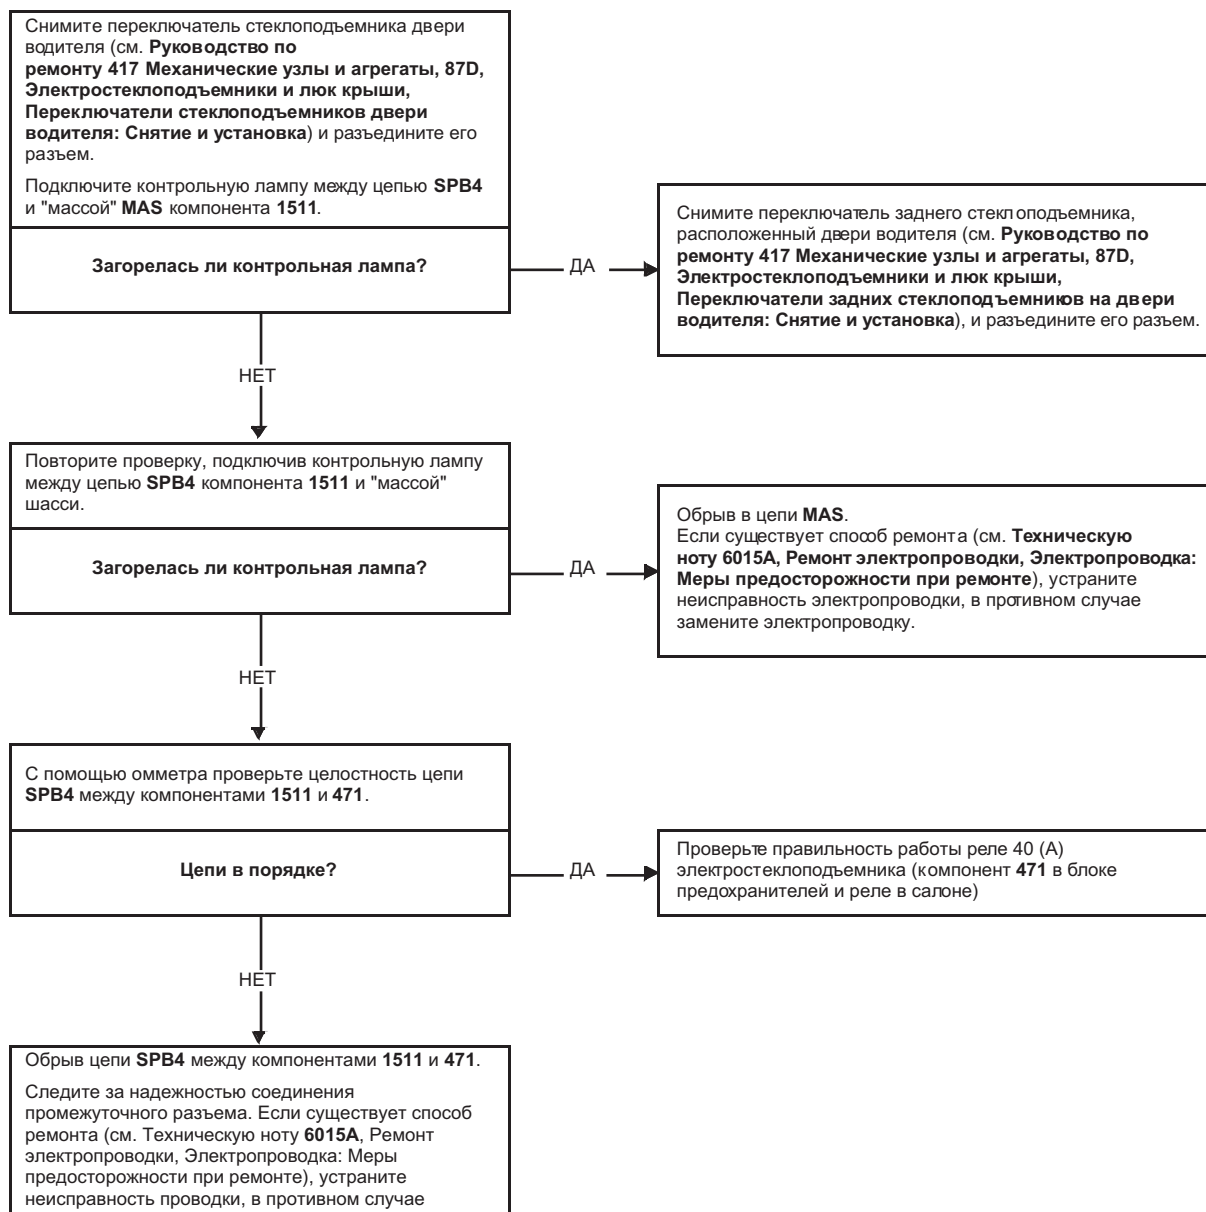 Снимите переключатель стеклоподъемника двери
водителя (см. Руководство по
ремонту 417 Механические узлы и агрегаты, 87D,
Электростеклоподъемники и люк крыши,
Переключатели стеклоподъемников двери
водителя: Снятие и установка) и разъедините его
разъем.
Подключите контрольную лампу между цепью SPB4
и "массой" MAS компонента 1511.
Загорелась ли контрольная лампа?
ДА
Снимите переключатель заднего стеклоподъемника,
расположенный двери водителя (см. Руководство по
ремонту 417 Механические узлы и агрегаты, 87D,
Электростеклоподъемники и люк крыши,
Переключатели задних стеклоподъемников на двери
водителя: Снятие и установка), и разъедините его разъем.
НЕТ
Повторите проверку, подключив контрольную лампу
между цепью SPB4 компонента 1511 и "массой"
шасси.
Загорелась ли контрольная лампа?
ДА
Обрыв в цепи MAS.
Если существует способ ремонта (см. Техническую
ноту 6015A, Ремонт электропроводки, Электропроводка:
Меры предосторожности при ремонте), устраните
неисправность электропроводки, в противном случае
замените электропроводку.
НЕТ
С помощью омметра проверьте целостность цепи
SPB4 между компонентами 1511 и 471.
Цепи в порядке?
ДА
Проверьте правильность работы реле 40 (А)
электростеклоподъемника (компонент 471 в блоке
предохранителей и реле в салоне)
НЕТ
Обрыв цепи SPB4 между компонентами 1511 и 471.
Следите за надежностью соединения
промежуточного разъема. Если существует способ
ремонта (см. Техническую ноту 6015A, Ремонт
электропроводки, Электропроводка: Меры
предосторожности при ремонте), устраните
неисправность проводки, в противном случае